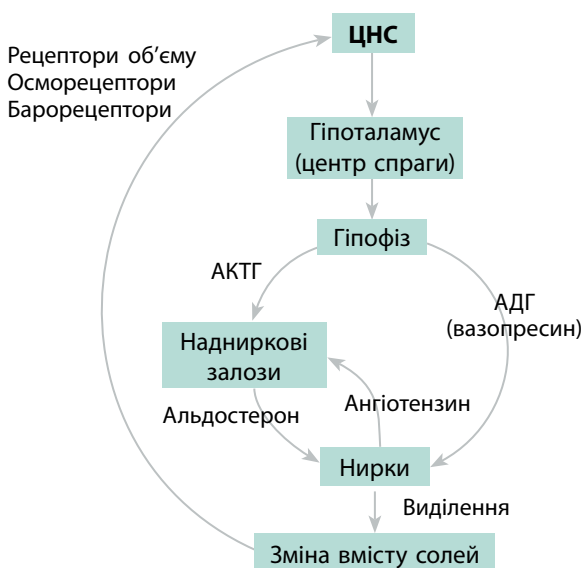 ЦНС
Рецептори об’єму
Осморецептори
Барорецептори
Гіпоталамус
(центр спраги)
Гіпофіз
АКТГ
АДГ
(вазопресин)
Надниркові
залози
Альдостерон
Ангіотензин
Нирки
Виділення
Зміна вмісту солей